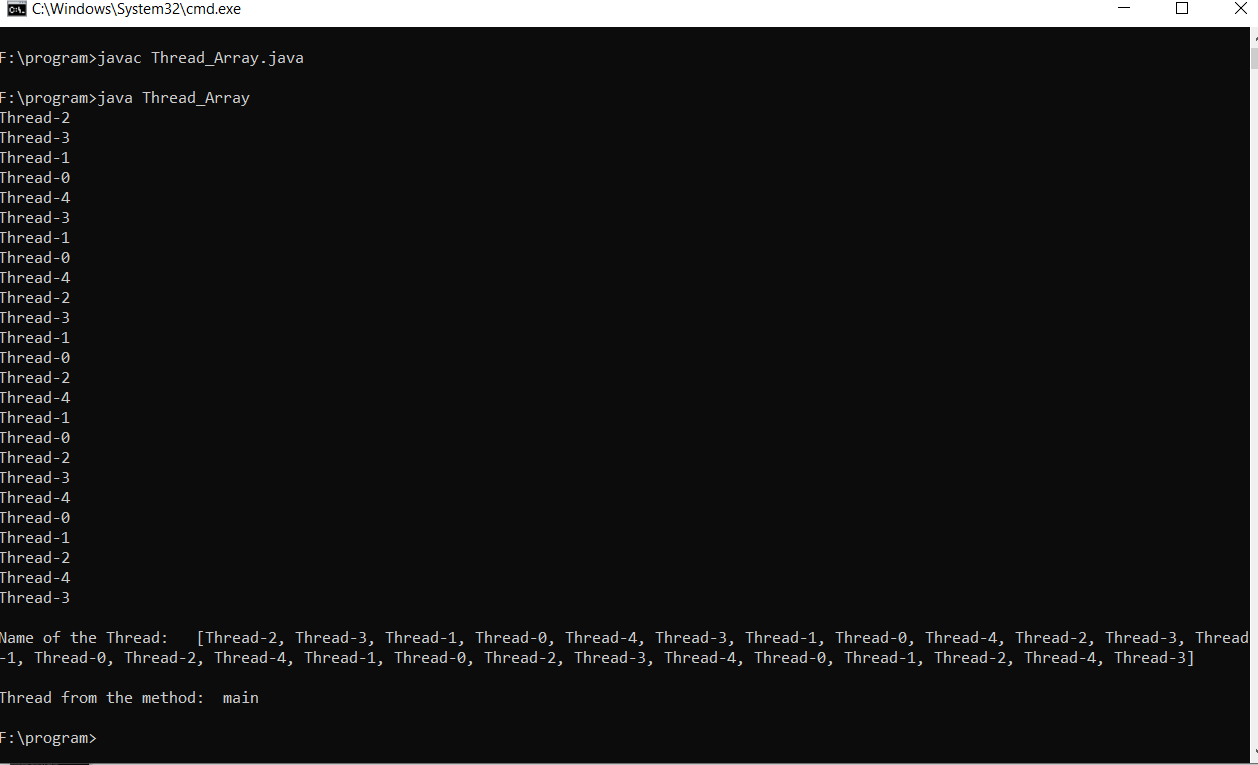 C:\Windows\System32\cmd.exe
F:\program>javac Thread_Array.java
F:\program>java Thread_Array
Thread-2
Thread-3
Thread-1
Thread-0
Thread-4
Thread-3
Thread-1
Thread-0
Thread-4
Thread-2
Thread-3
Thread-1
Thread-0
Thread-2
Thread-4
Thread-1
Thread-0
Thread-2
Thread-3
Thread-4
Thread-0
Thread-1
Thread-2
Thread-4
Thread-3
Name of the Thread:   [Thread-2, Thread-3, Thread-1, Thread-0, Thread-4, Thread-3, Thread-1, Thread-0, Thread-4, Thread-2, Thread-3, Thread
-1, Thread-0, Thread-2, Thread-4, Thread-1, Thread-0, Thread-2, Thread-3, Thread-4, Thread-0, Thread-1, Thread-2, Thread-4, Thread-3]
Thread from the method:  main
F:\program>